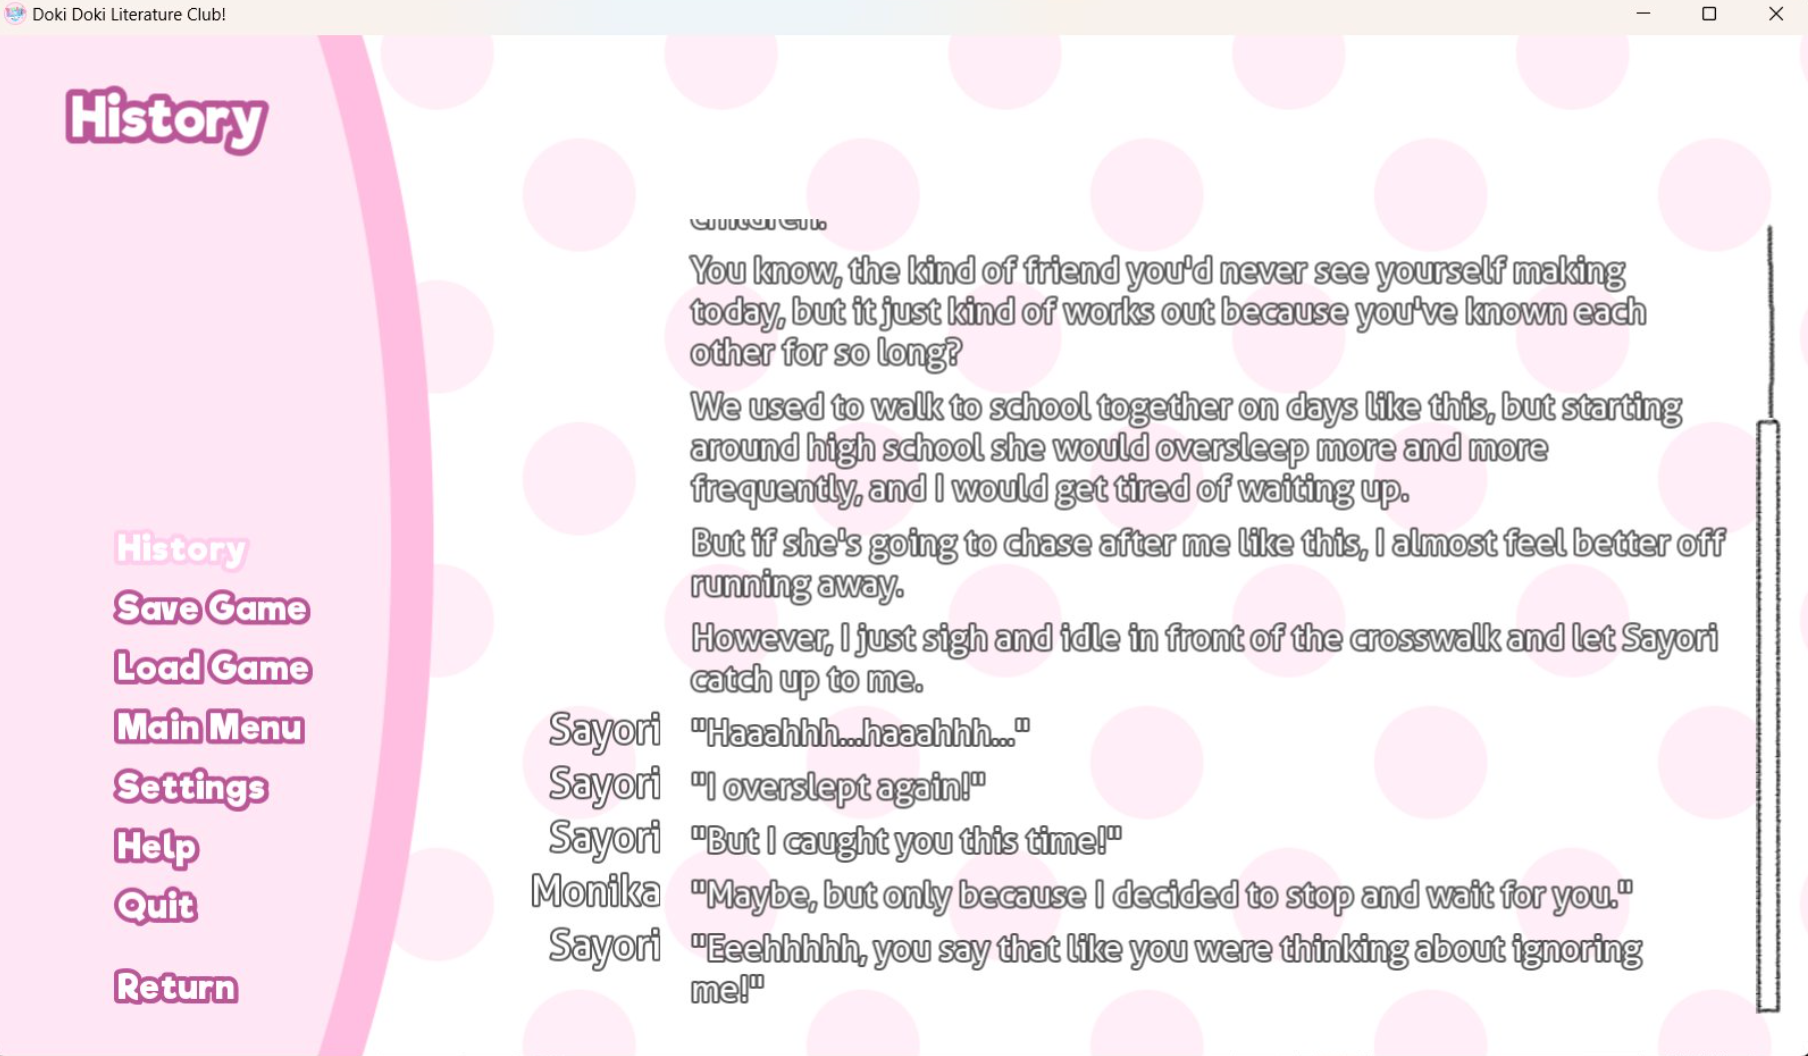 Doki Doki Literature Club!
History
children.
You know, the kind of friend you'd never see yourself making
today, but it just kind of works out because you've known each
other for so long?
We used to walk to school together on days like this, but starting
around high school she would oversleep more and more
frequently, and I would get tired of waiting up.
But if she's going to chase after me like this, I almost feel better off
running away.
However, I just sigh and idle in front of the crosswalk and let Sayori
catch up to me.
Sayori "Haaahhh...haaahhh..."
Sayori "I overslept again!"
Sayori "But I caught you this time!"
Monika "Maybe, but only because I decided to stop and wait for you."
Sayori "Eeehhhhh, you say that like you were thinking about ignoring
me!"
History
Save Game
Load Game
Main Menu
Settings
Help
Quit
Return